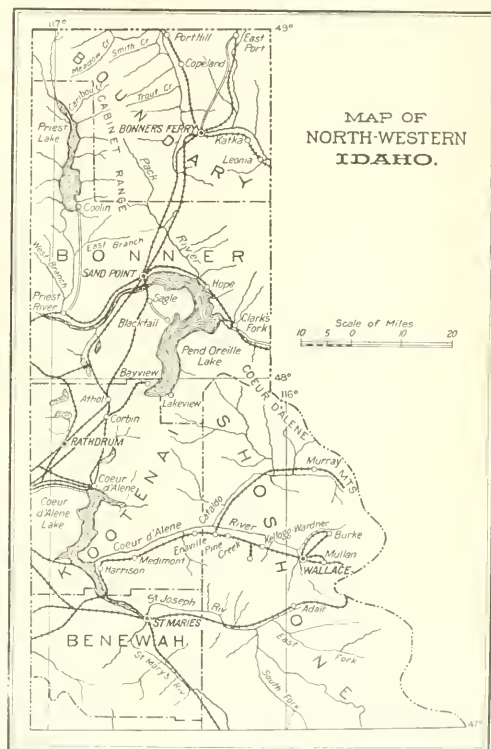 117°
49°
MAP OF
NORTH-WESTERN
IDAHO.
Scale of Miles
10 5 0 10 20
Port Hill
East Port
Smith Cr
Meadow Cr
Copeland
Trout Cr
Caribou Cr
BOUNDARY
CABINET RANGE
BONNERS FERRY
Katka
Leonia
Priest Lake
Pack River
Coolin
East Branch
West Branch
BONNER
SAND POINT
Hope
Sagle
Priest River
Clarks Fork
Blacktail
Pend Oreille Lake
48°
116°
Bayview
Lakeview
COEUR D'ALENE MTS
Athol
Corbin
RATHDRUM
KOOTENAI
SHOSHONE
Murray
Coeur d'Alene
Coeur d'Alene Lake
Cataldo
Coeur d'Alene River
Kellogg-Wardner
Burke
Enaville
Pine Creek
Mullan
Medimont
WALLACE
Harrison
St Joseph Riv
Adair
ST MARIES
BENEWAH
East Fork
St Mary's Riv
South Fork
47°